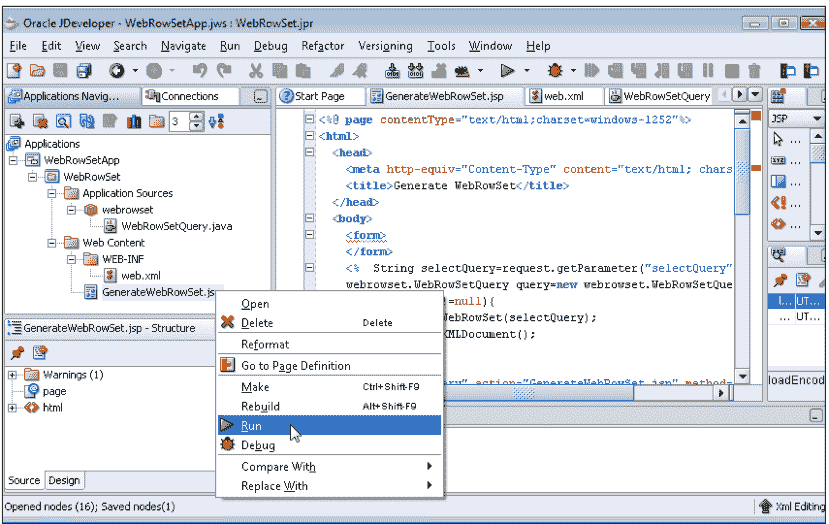 Oracle JDeveloper - WebRowSetApp.jws : WebRowSet.jpr
File Edit View Search Navigate Run Debug Refactor Versioning Tools Window Help
Applications Navig... Connections
Start Page GenerateWebRowSet.jsp web.xml WebRowSetQuery
3
JSP
Applications
WebRowSetApp
WebRowSet
Application Sources
webrowset
WebRowSetQuery.java
Web Content
WEB-INF
web.xml
GenerateWebRowSet.js
<%@ page contentType="text/html;charset=windows-1252"%>
<html>
<head>
<meta http-equiv="Content-Type" content="text/html; chars
<title>Generate WebRowSet</title>
</head>
<body>
<form>
</form>
<% String selectQuery=request.getParameter("selectQuery"
webrowset.WebRowSetQuery query=new webrowset.WebRowSetQue
!=null){
WebRowSet(selectQuery);
XMLDocument();
ery" action="GenerateWebRowSet.jsp" method=
... 
...
...
...
...
l... UT...
... UT...
loadEncod
GenerateWebRowSet.jsp - Structure
Warnings (1)
page
html
Source Design
Open
Delete Delete
Reformat
Go to Page Definition
Make Ctrl+Shift-F9
Rebuild Alt+Shift-F9
Run
Debug
Compare With
Replace With
Opened nodes (16); Saved nodes(1)
Xml Editing